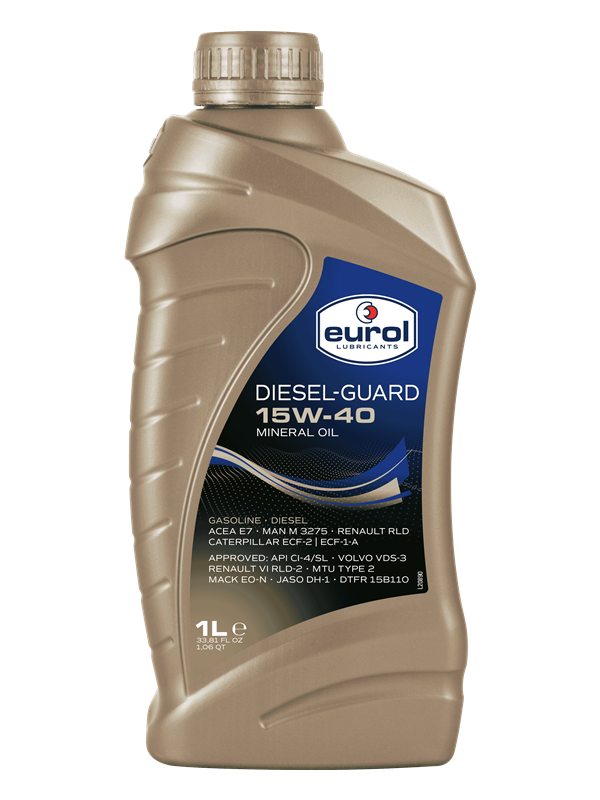 eurol
LUBRICANTS
DIESEL-GUARD
15W-40
MINERAL OIL
GASOLINE · DIESEL
ACEA E7 · MAN M 3275 · RENAULT RLD
CATERPILLAR ECF-2 | ECF-1-A
APPROVED: API CI-4/SL · VOLVO VDS-3
RENAULT VI RLD-2 · MTU TYPE 2
MACK EO-N · JASO DH-1 · DTFR 15B110
1L e
33,81 FL OZ
1,06 QT